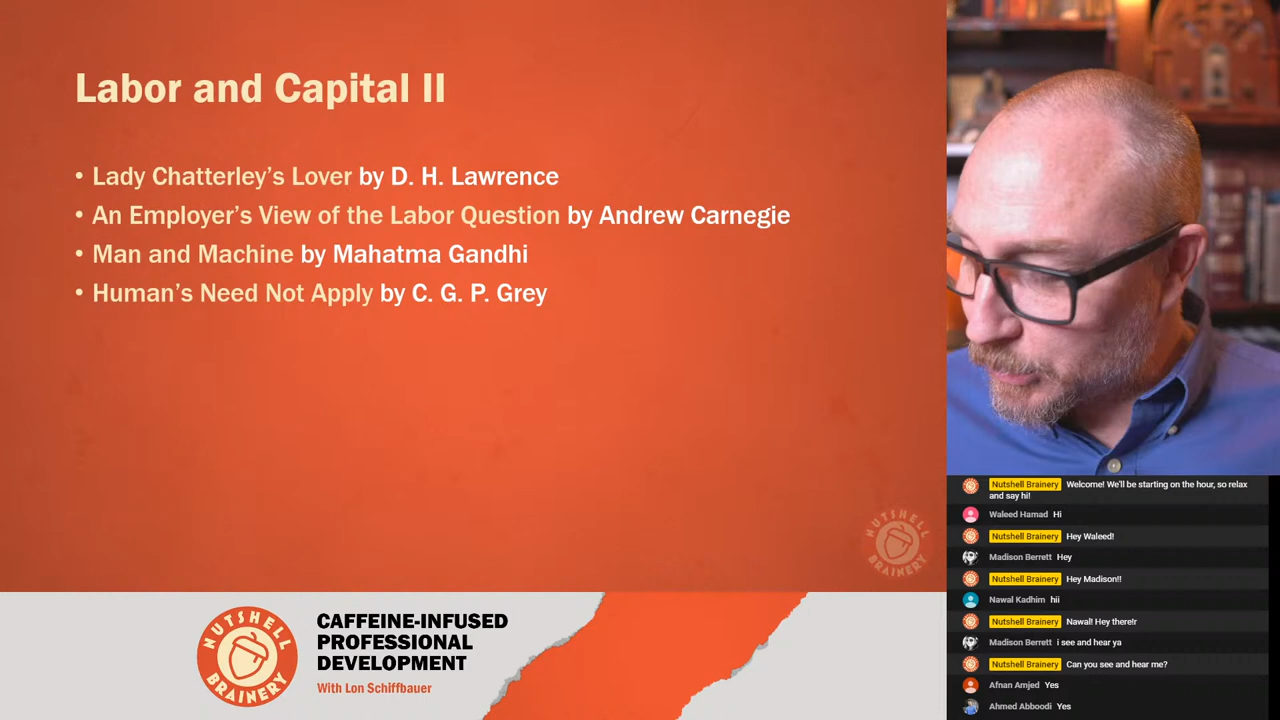 Labor and Capital II
• Lady Chatterley's Lover by D. H. Lawrence
• An Employer's View of the Labor Question by Andrew Carnegie
• Man and Machine by Mahatma Gandhi
• Human's Need Not Apply by C. G. P. Grey
NUTSHELL
BRAINERY
NUTSHELL
BRAINERY
CAFFEINE-INFUSED
PROFESSIONAL
DEVELOPMENT
With Lon Schiffbauer
Nutshell Brainery Welcome! We'll be starting on the hour, so relax
and say hi!
Waleed Hamad Hi
Nutshell Brainery Hey Waleed!
Madison Berrett Hey
Nutshell Brainery Hey Madison!!
Nawal Kadhim hii
Nutshell Brainery Nawal! Hey there!r
Madison Berrett i see and hear ya
Nutshell Brainery Can you see and hear me?
Afnan Amjed Yes
Ahmed Abboodi Yes